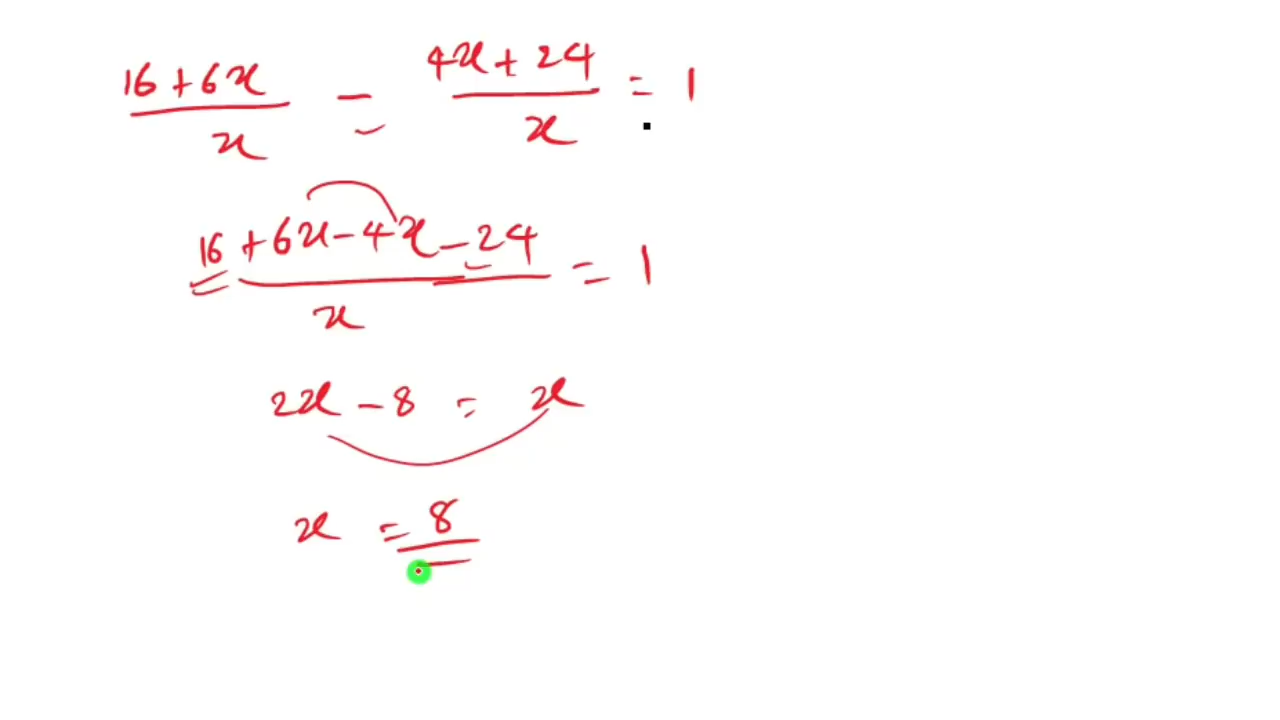 (16+6x)/x - (4x+24)/x = 1
(16+6x-4x-24)/x = 1
2x-8 = x
x = 8